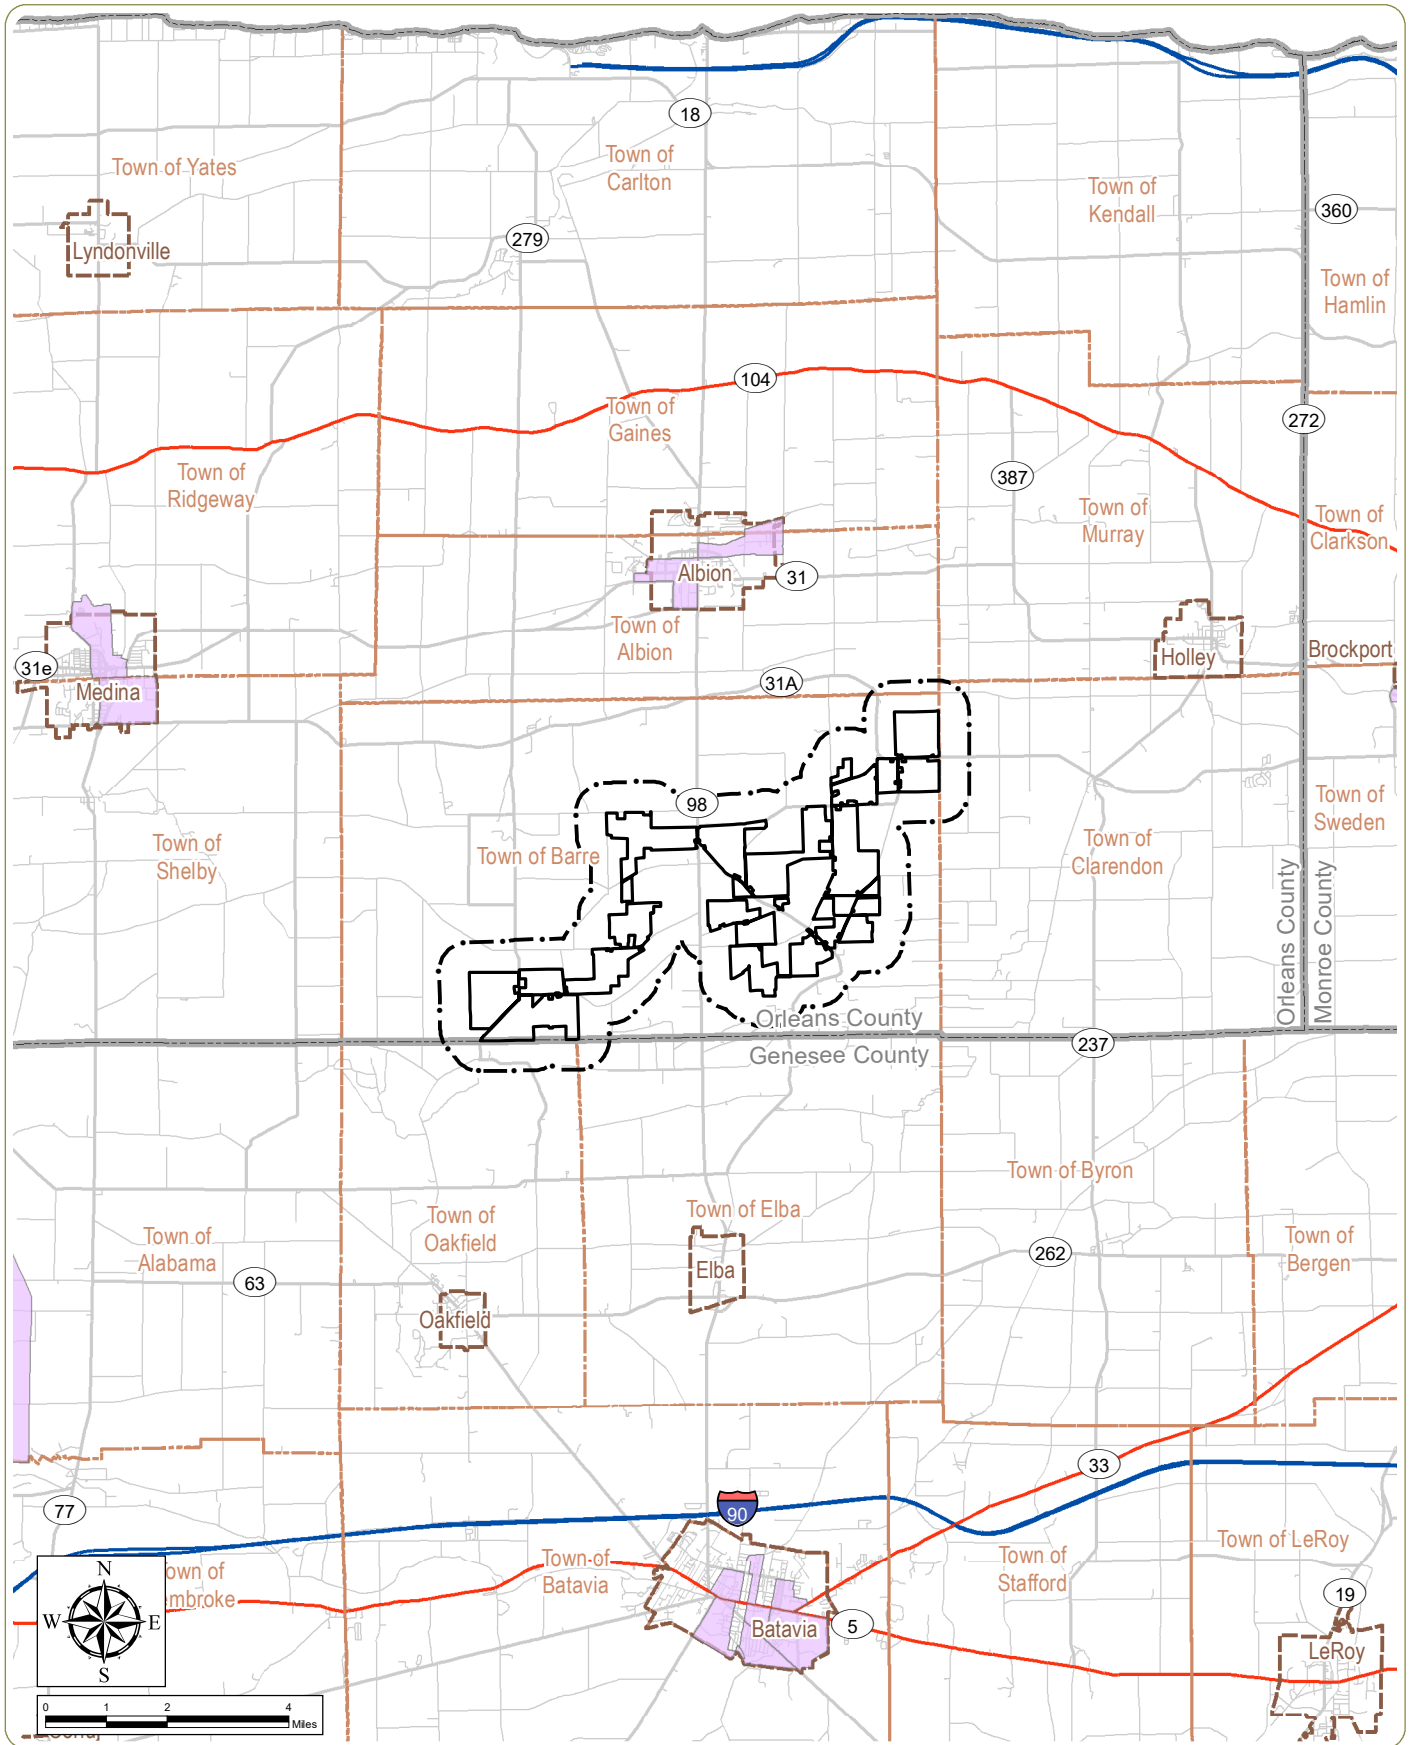 18
Town of Yates
Town of
Carlton
Town of
Kendall
360
Lyndonville
279
Town of
Hamlin
104
Town of
Gaines
272
Town of
Ridgeway
387
Town of
Murray
Town of
Clarkson
Albion
31
Town of
Albion
31e
Medina
Holley
Brockport
31A
98
Town of
Sweden
Town of
Shelby
Town of Barre
Town of
Clarendon
Orleans County
Monroe County
Orleans County
Genesee County
237
Town of Byron
Town of
Alabama
Town of
Oakfield
Town of Elba
Town of
Bergen
262
63
Elba
Oakfield
33
77
90
Town of
Batavia
Town of
Stafford
Town of LeRoy
own of
mbroke
N
W
E
S
19
Batavia
5
LeRoy
0 1 2 4
Miles